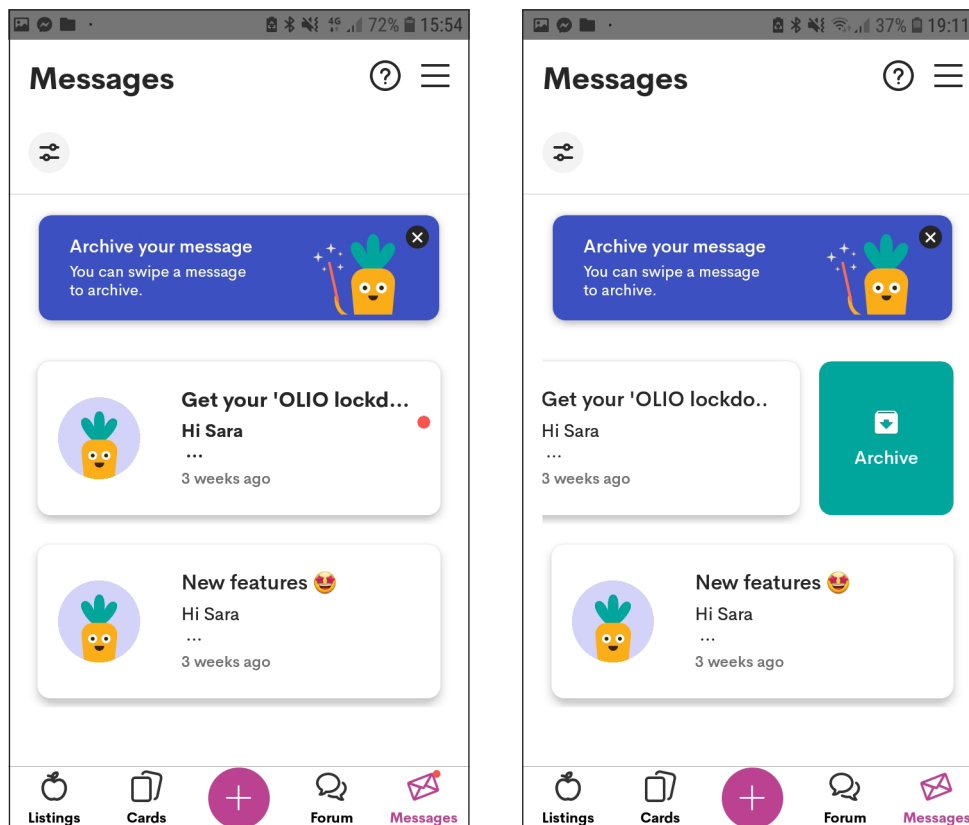 4G 72% 15:54
Messages
?
Archive your message
You can swipe a message
to archive.
Get your 'OLIO lockd...
Hi Sara
...
3 weeks ago
New features 🤩
Hi Sara
...
3 weeks ago
Listings
Cards
Forum
Messages
37% 19:11
Messages
?
Archive your message
You can swipe a message
to archive.
Get your 'OLIO lockdo..
Hi Sara
...
3 weeks ago
Archive
New features 🤩
Hi Sara
...
3 weeks ago
Listings
Cards
Forum
Messages